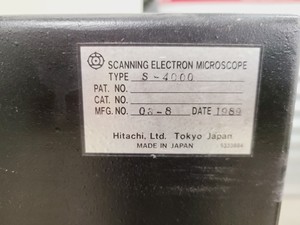 SCANNING ELECTRON MICROSCOPE
TYPE S-4000
PAT. NO.
CAT. NO.
MFG. NO. 08-8 DATE 1989
Hitachi, Ltd. Tokyo Japan
MADE IN JAPAN